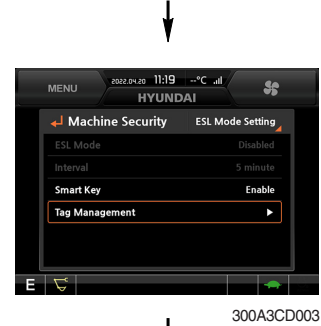 2022.04.20 11:19 --°C
MENU
HYUNDAI
Machine Security ESL Mode Setting
ESL Mode Disabled
Interval 5 minute
Smart Key Enable
Tag Management
E
300A3CD003